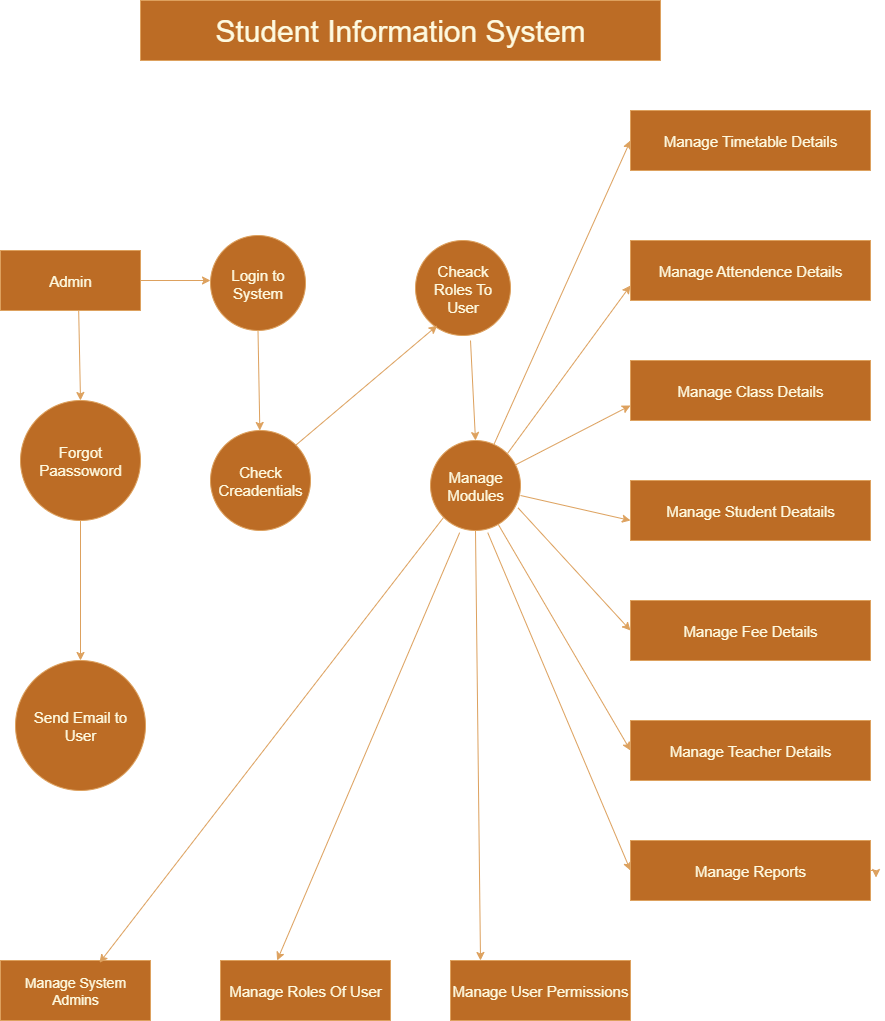 Student Information System
Manage Timetable Details
Admin
Login to
System
Cheack
Roles To
User
Manage Attendence Details
Manage Class Details
Forgot
Paassoword
Check
Creadentials
Manage
Modules
Manage Student Deatails
Manage Fee Details
Send Email to
User
Manage Teacher Details
Manage Reports
Manage System
Admins
Manage Roles Of User
Manage User Permissions